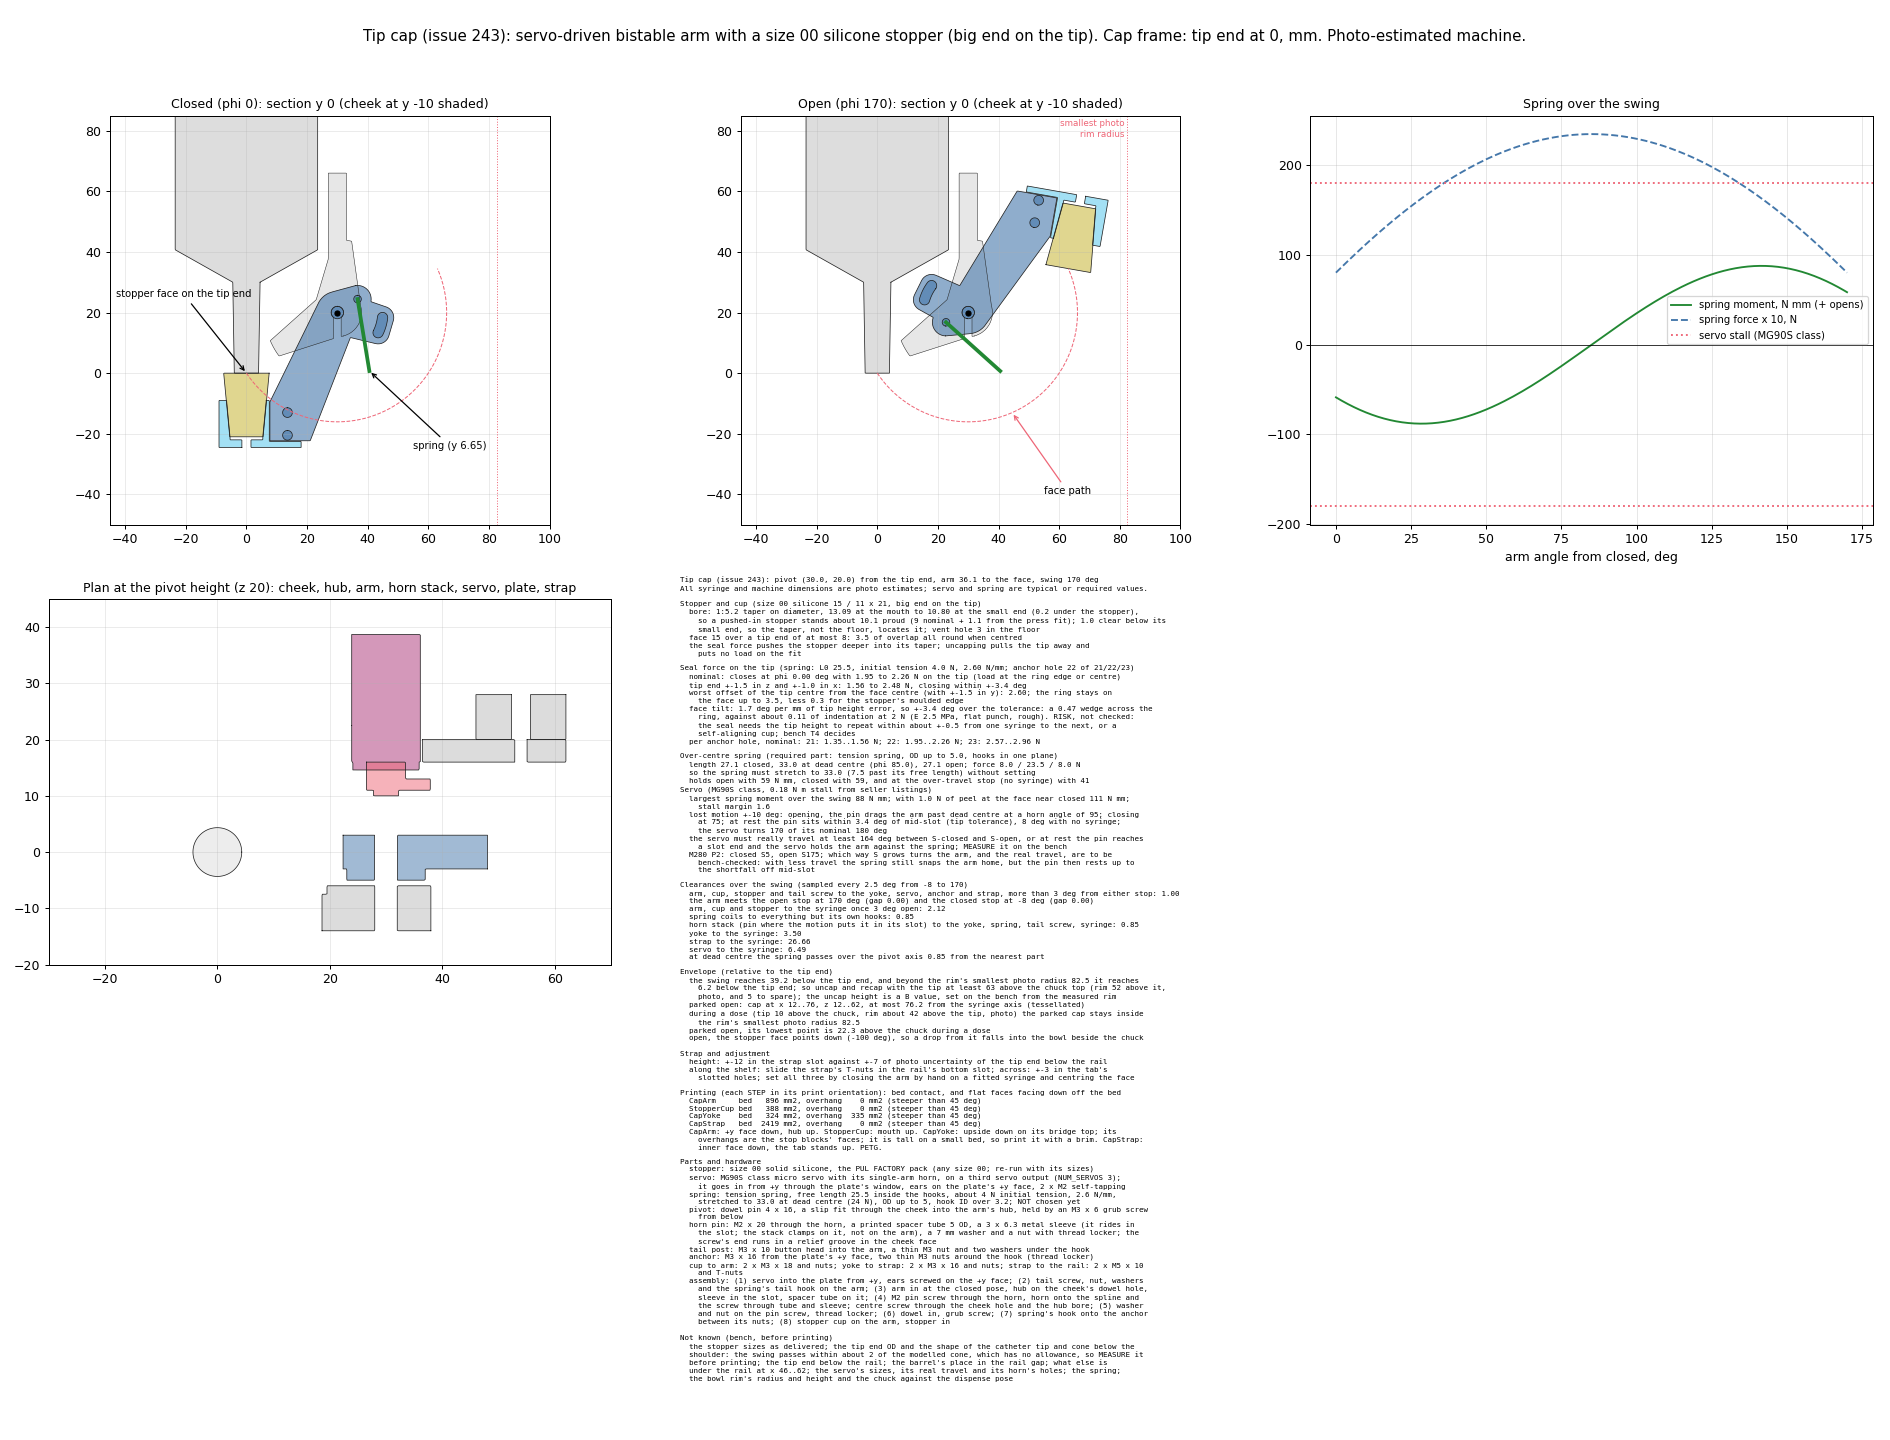 Tip cap (issue 243): servo-driven bistable arm with a size 00 silicone stopper (big end on the tip). Cap frame: tip end at 0, mm. Photo-estimated machine.
Closed (phi 0): section y 0 (cheek at y -10 shaded)
80
60
40
20
0
−20
−40
−40 −20 0 20 40 60 80 100
stopper face on the tip end
spring (y 6.65)
Open (phi 170): section y 0 (cheek at y -10 shaded)
80
60
40
20
0
−20
−40
−40 −20 0 20 40 60 80 100
smallest photo
rim radius
face path
Spring over the swing
200
100
0
−100
−200
0 25 50 75 100 125 150 175
arm angle from closed, deg
spring moment, N mm (+ opens)
spring force x 10, N
servo stall (MG90S class)
Plan at the pivot height (z 20): cheek, hub, arm, horn stack, servo, plate, strap
40
30
20
10
0
−10
−20
−20 0 20 40 60
Tip cap (issue 243): pivot (30.0, 20.0) from the tip end, arm 36.1 to the face, swing 170 deg
All syringe and machine dimensions are photo estimates; servo and spring are typical or required values.
Stopper and cup (size 00 silicone 15 / 11 x 21, big end on the tip)
bore: 1:5.2 taper on diameter, 13.09 at the mouth to 10.80 at the small end (0.2 under the stopper),
so a pushed-in stopper stands about 10.1 proud (9 nominal + 1.1 from the press fit); 1.0 clear below its
small end, so the taper, not the floor, locates it; vent hole 3 in the floor
face 15 over a tip end of at most 8: 3.5 of overlap all round when centred
the seal force pushes the stopper deeper into its taper; uncapping pulls the tip away and
puts no load on the fit
Seal force on the tip (spring: L0 25.5, initial tension 4.0 N, 2.60 N/mm; anchor hole 22 of 21/22/23)
nominal: closes at phi 0.00 deg with 1.95 to 2.26 N on the tip (load at the ring edge or centre)
tip end +-1.5 in z and +-1.0 in x: 1.56 to 2.48 N, closing within +-3.4 deg
worst offset of the tip centre from the face centre (with +-1.5 in y): 2.60; the ring stays on
the face up to 3.5, less 0.3 for the stopper's moulded edge
face tilt: 1.7 deg per mm of tip height error, so +-3.4 deg over the tolerance: a 0.47 wedge across the
ring, against about 0.11 of indentation at 2 N (E 2.5 MPa, flat punch, rough). RISK, not checked:
the seal needs the tip height to repeat within about +-0.5 from one syringe to the next, or a
self-aligning cup; bench T4 decides
per anchor hole, nominal: 21: 1.35..1.56 N; 22: 1.95..2.26 N; 23: 2.57..2.96 N
Over-centre spring (required part: tension spring, OD up to 5.0, hooks in one plane)
length 27.1 closed, 33.0 at dead centre (phi 85.0), 27.1 open; force 8.0 / 23.5 / 8.0 N
so the spring must stretch to 33.0 (7.5 past its free length) without setting
holds open with 59 N mm, closed with 59, and at the over-travel stop (no syringe) with 41
Servo (MG90S class, 0.18 N m stall from seller listings)
largest spring moment over the swing 88 N mm; with 1.0 N of peel at the face near closed 111 N mm;
stall margin 1.6
lost motion +-10 deg: opening, the pin drags the arm past dead centre at a horn angle of 95; closing
at 75; at rest the pin sits within 3.4 deg of mid-slot (tip tolerance), 8 deg with no syringe;
the servo turns 170 of its nominal 180 deg
the servo must really travel at least 164 deg between S-closed and S-open, or at rest the pin reaches
a slot end and the servo holds the arm against the spring; MEASURE it on the bench
M280 P2: closed S5, open S175; which way S grows turns the arm, and the real travel, are to be
bench-checked: with less travel the spring still snaps the arm home, but the pin then rests up to
the shortfall off mid-slot
Clearances over the swing (sampled every 2.5 deg from -8 to 170)
arm, cup, stopper and tail screw to the yoke, servo, anchor and strap, more than 3 deg from either stop: 1.00
the arm meets the open stop at 170 deg (gap 0.00) and the closed stop at -8 deg (gap 0.00)
arm, cup and stopper to the syringe once 3 deg open: 2.12
spring coils to everything but its own hooks: 0.85
horn stack (pin where the motion puts it in its slot) to the yoke, spring, tail screw, syringe: 0.85
yoke to the syringe: 3.50
strap to the syringe: 26.66
servo to the syringe: 6.49
at dead centre the spring passes over the pivot axis 0.85 from the nearest part
Envelope (relative to the tip end)
the swing reaches 39.2 below the tip end, and beyond the rim's smallest photo radius 82.5 it reaches
6.2 below the tip end; so uncap and recap with the tip at least 63 above the chuck top (rim 52 above it,
photo, and 5 to spare); the uncap height is a B value, set on the bench from the measured rim
parked open: cap at x 12..76, z 12..62, at most 76.2 from the syringe axis (tessellated)
during a dose (tip 10 above the chuck, rim about 42 above the tip, photo) the parked cap stays inside
the rim's smallest photo radius 82.5
parked open, its lowest point is 22.3 above the chuck during a dose
open, the stopper face points down (-100 deg), so a drop from it falls into the bowl beside the chuck
Strap and adjustment
height: +-12 in the strap slot against +-7 of photo uncertainty of the tip end below the rail
along the shelf: slide the strap's T-nuts in the rail's bottom slot; across: +-3 in the tab's
slotted holes; set all three by closing the arm by hand on a fitted syringe and centring the face
Printing (each STEP in its print orientation): bed contact, and flat faces facing down off the bed
CapArm bed 896 mm2, overhang 0 mm2 (steeper than 45 deg)
StopperCup bed 388 mm2, overhang 0 mm2 (steeper than 45 deg)
CapYoke bed 324 mm2, overhang 335 mm2 (steeper than 45 deg)
CapStrap bed 2419 mm2, overhang 0 mm2 (steeper than 45 deg)
CapArm: +y face down, hub up. StopperCup: mouth up. CapYoke: upside down on its bridge top; its
overhangs are the stop blocks' faces; it is tall on a small bed, so print it with a brim. CapStrap:
inner face down, the tab stands up. PETG.
Parts and hardware
stopper: size 00 solid silicone, the PUL FACTORY pack (any size 00; re-run with its sizes)
servo: MG90S class micro servo with its single-arm horn, on a third servo output (NUM_SERVOS 3);
it goes in from +y through the plate's window, ears on the plate's +y face, 2 x M2 self-tapping
spring: tension spring, free length 25.5 inside the hooks, about 4 N initial tension, 2.6 N/mm,
stretched to 33.0 at dead centre (24 N), OD up to 5, hook ID over 3.2; NOT chosen yet
pivot: dowel pin 4 x 16, a slip fit through the cheek into the arm's hub, held by an M3 x 6 grub screw
from below
horn pin: M2 x 20 through the horn, a printed spacer tube 5 OD, a 3 x 6.3 metal sleeve (it rides in
the slot; the stack clamps on it, not on the arm), a 7 mm washer and a nut with thread locker; the
screw's end runs in a relief groove in the cheek face
tail post: M3 x 10 button head into the arm, a thin M3 nut and two washers under the hook
anchor: M3 x 16 from the plate's +y face, two thin M3 nuts around the hook (thread locker)
cup to arm: 2 x M3 x 18 and nuts; yoke to strap: 2 x M3 x 16 and nuts; strap to the rail: 2 x M5 x 10
and T-nuts
assembly: (1) servo into the plate from +y, ears screwed on the +y face; (2) tail screw, nut, washers
and the spring's tail hook on the arm; (3) arm in at the closed pose, hub on the cheek's dowel hole,
sleeve in the slot, spacer tube on it; (4) M2 pin screw through the horn, horn onto the spline and
the screw through tube and sleeve; centre screw through the cheek hole and the hub bore; (5) washer
and nut on the pin screw, thread locker; (6) dowel in, grub screw; (7) spring's hook onto the anchor
between its nuts; (8) stopper cup on the arm, stopper in
Not known (bench, before printing)
the stopper sizes as delivered; the tip end OD and the shape of the catheter tip and cone below the
shoulder: the swing passes within about 2 of the modelled cone, which has no allowance, so MEASURE it
before printing; the tip end below the rail; the barrel's place in the rail gap; what else is
under the rail at x 46..62; the servo's sizes, its real travel and its horn's holes; the spring;
the bowl rim's radius and height and the chuck against the dispense pose